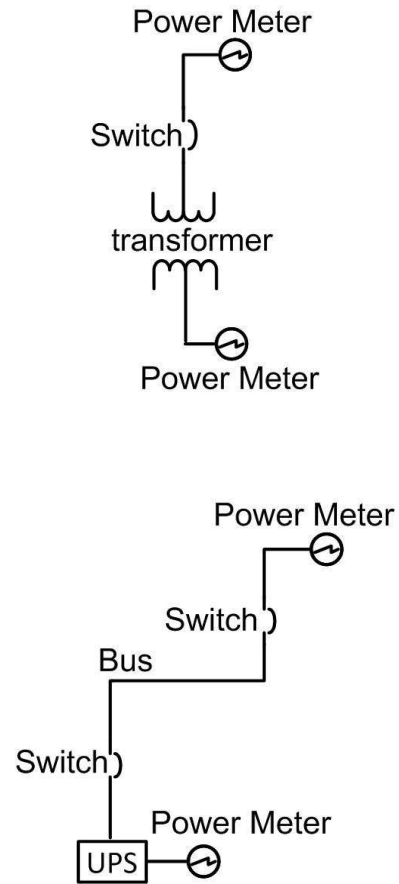 Power Meter
Switch
transformer
Power Meter
Power Meter
Switch
Bus
Switch
Power Meter
UPS